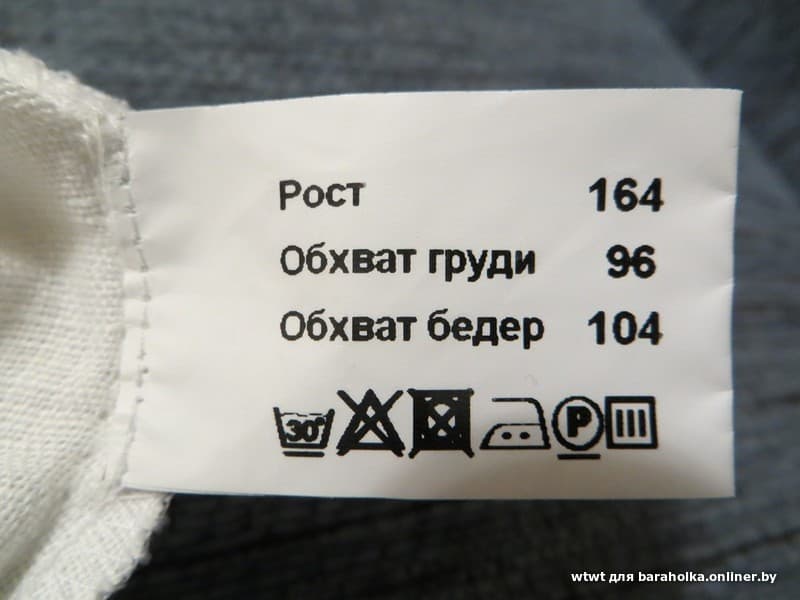 Рост 164
Обхват груди 96
Обхват бедер 104
30° P
wtwt для baraholka.onliner.by